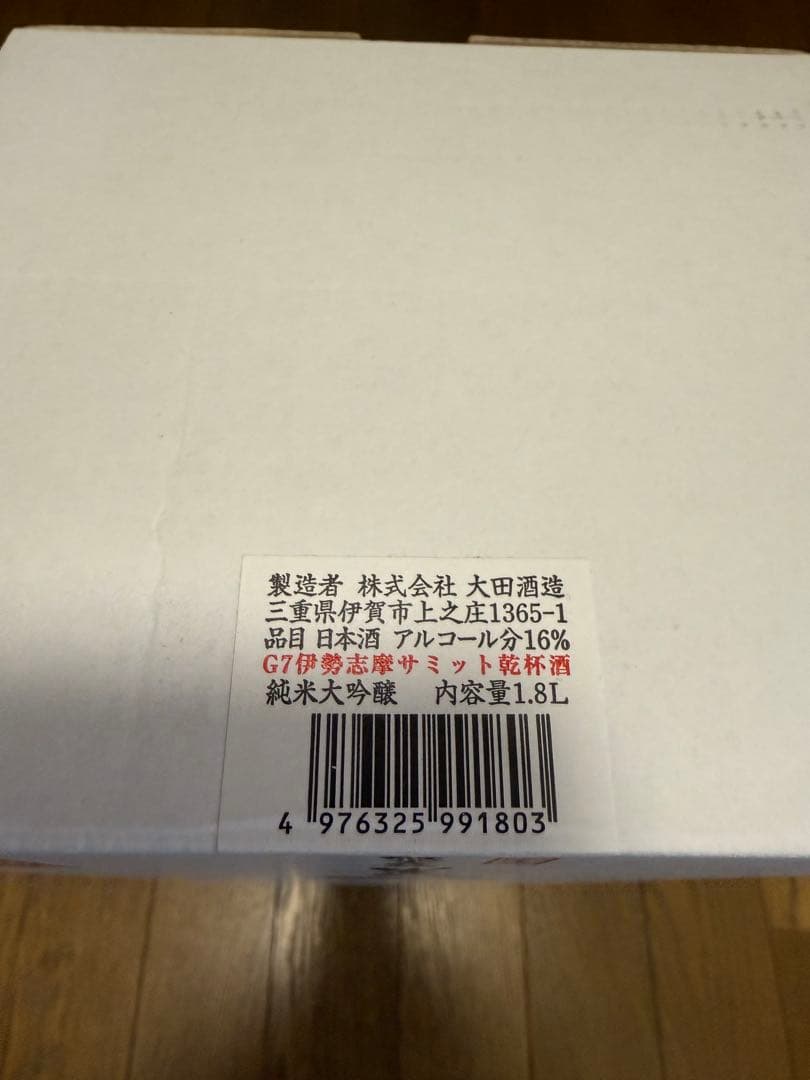 製造者 株式会社 大田酒造
三重県伊賀市上之庄1365-1
品目 日本酒 アルコール分16%
G7伊勢志摩サミット乾杯酒
純米大吟醸 内容量1.8L
4 976325 991803